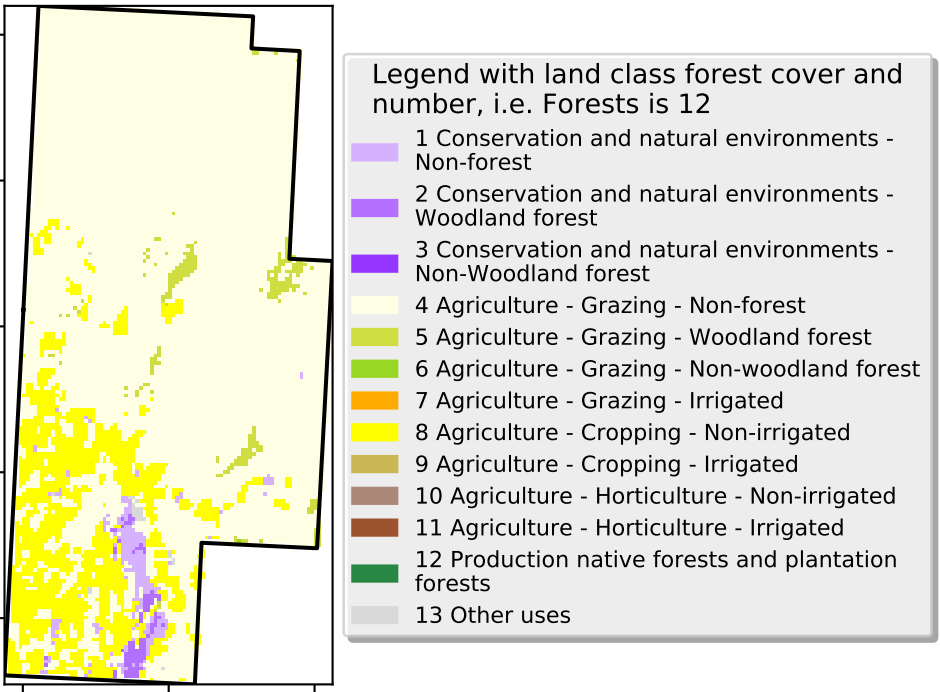 Legend with land class forest cover and
number, i.e. Forests is 12
1 Conservation and natural environments -
Non-forest
2 Conservation and natural environments -
Woodland forest
3 Conservation and natural environments -
Non-Woodland forest
4 Agriculture - Grazing - Non-forest
5 Agriculture - Grazing - Woodland forest
6 Agriculture - Grazing - Non-woodland forest
7 Agriculture - Grazing - Irrigated
8 Agriculture - Cropping - Non-irrigated
9 Agriculture - Cropping - Irrigated
10 Agriculture - Horticulture - Non-irrigated
11 Agriculture - Horticulture - Irrigated
12 Production native forests and plantation
forests
13 Other uses